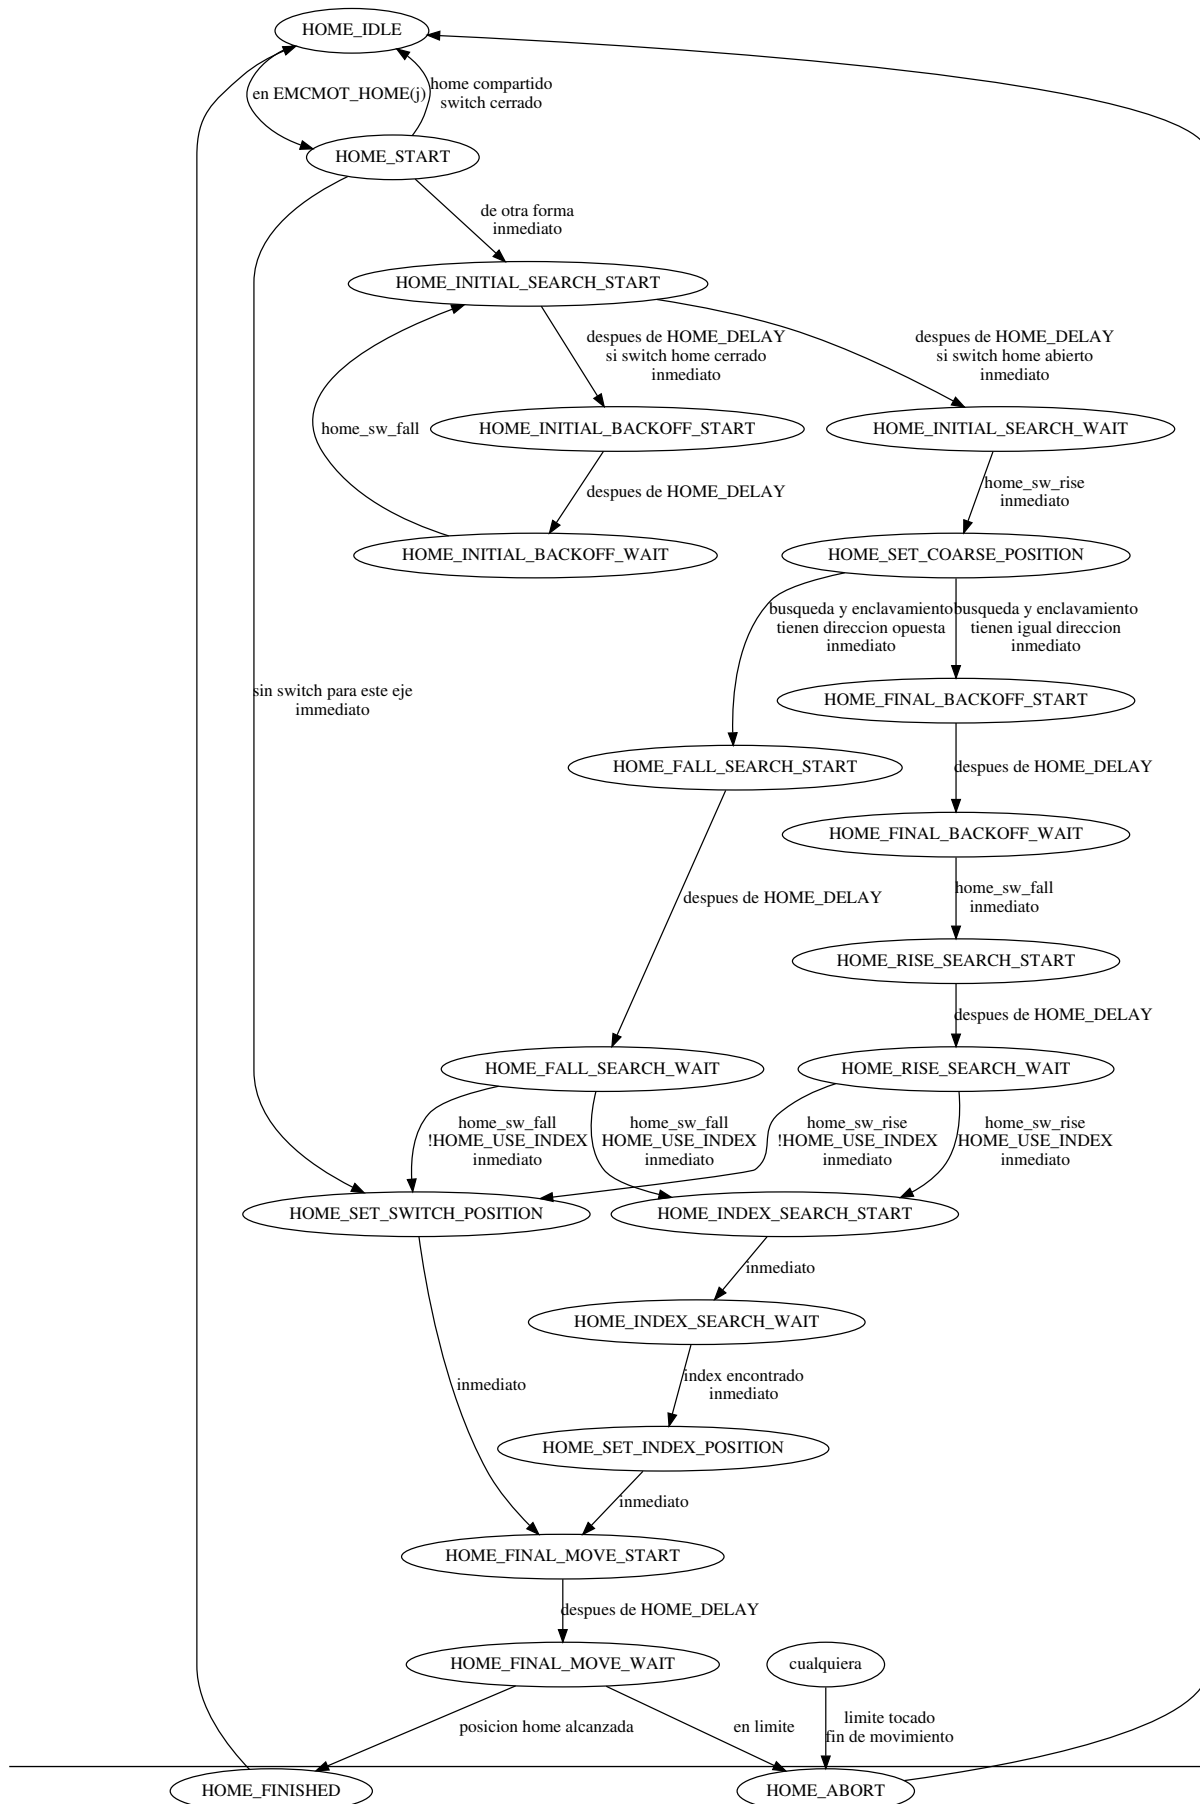 HOME_IDLE
en EMCMOT_HOME(j)
home compartido
switch cerrado
HOME_START
de otra forma
inmediato
HOME_INITIAL_SEARCH_START
despues de HOME_DELAY
si switch home cerrado
inmediato
despues de HOME_DELAY
si switch home abierto
inmediato
home_sw_fall
HOME_INITIAL_BACKOFF_START
HOME_INITIAL_SEARCH_WAIT
despues de HOME_DELAY
home_sw_rise
inmediato
HOME_INITIAL_BACKOFF_WAIT
HOME_SET_COARSE_POSITION
busqueda y enclavamiento
tienen direccion opuesta
inmediato
busqueda y enclavamiento
tienen igual direccion
inmediato
sin switch para este eje
immediato
HOME_FINAL_BACKOFF_START
HOME_FALL_SEARCH_START
despues de HOME_DELAY
HOME_FINAL_BACKOFF_WAIT
despues de HOME_DELAY
home_sw_fall
inmediato
HOME_RISE_SEARCH_START
despues de HOME_DELAY
HOME_FALL_SEARCH_WAIT
HOME_RISE_SEARCH_WAIT
home_sw_fall
!HOME_USE_INDEX
inmediato
home_sw_fall
HOME_USE_INDEX
inmediato
home_sw_rise
!HOME_USE_INDEX
inmediato
home_sw_rise
HOME_USE_INDEX
inmediato
HOME_SET_SWITCH_POSITION
HOME_INDEX_SEARCH_START
inmediato
HOME_INDEX_SEARCH_WAIT
inmediato
index encontrado
inmediato
HOME_SET_INDEX_POSITION
inmediato
HOME_FINAL_MOVE_START
despues de HOME_DELAY
HOME_FINAL_MOVE_WAIT
cualquiera
posicion home alcanzada
en limite
limite tocado
fin de movimiento
HOME_FINISHED
HOME_ABORT